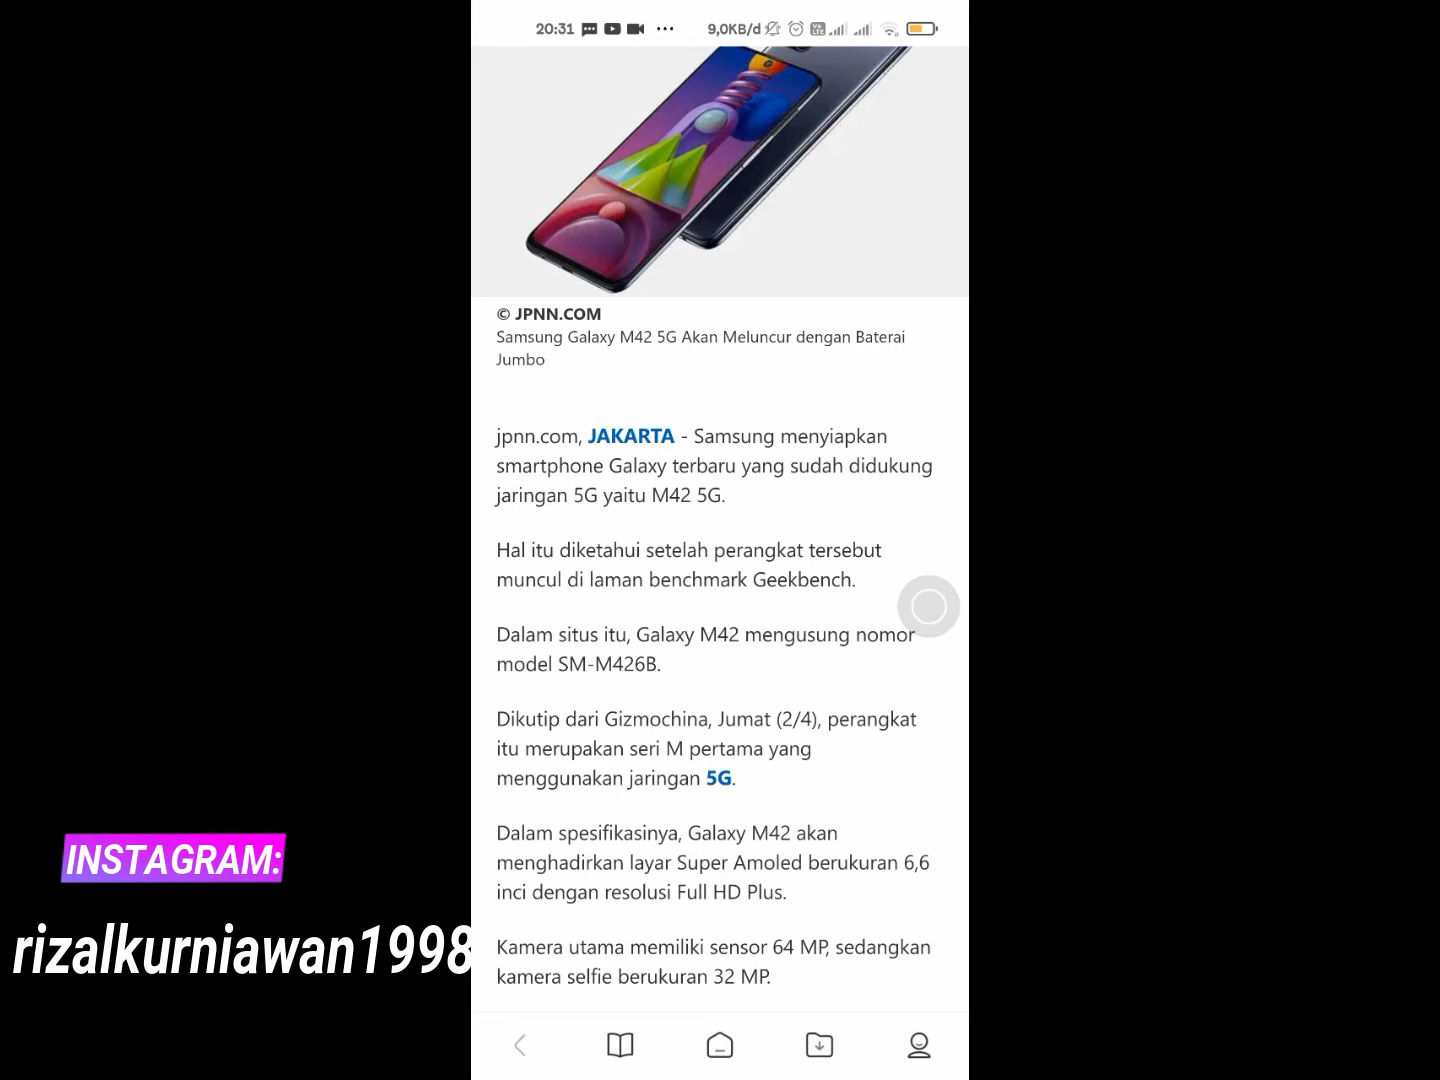 20:31 ... 9,0KB/d
© JPNN.COM
Samsung Galaxy M42 5G Akan Meluncur dengan Baterai
Jumbo
jpnn.com, JAKARTA - Samsung menyiapkan
smartphone Galaxy terbaru yang sudah didukung
jaringan 5G yaitu M42 5G.
Hal itu diketahui setelah perangkat tersebut
muncul di laman benchmark Geekbench.
Dalam situs itu, Galaxy M42 mengusung nomor
model SM-M426B.
Dikutip dari Gizmochina, Jumat (2/4), perangkat
itu merupakan seri M pertama yang
menggunakan jaringan 5G.
Dalam spesifikasinya, Galaxy M42 akan
menghadirkan layar Super Amoled berukuran 6,6
inci dengan resolusi Full HD Plus.
Kamera utama memiliki sensor 64 MP, sedangkan
kamera selfie berukuran 32 MP.
INSTAGRAM:
rizalkurniawan1998